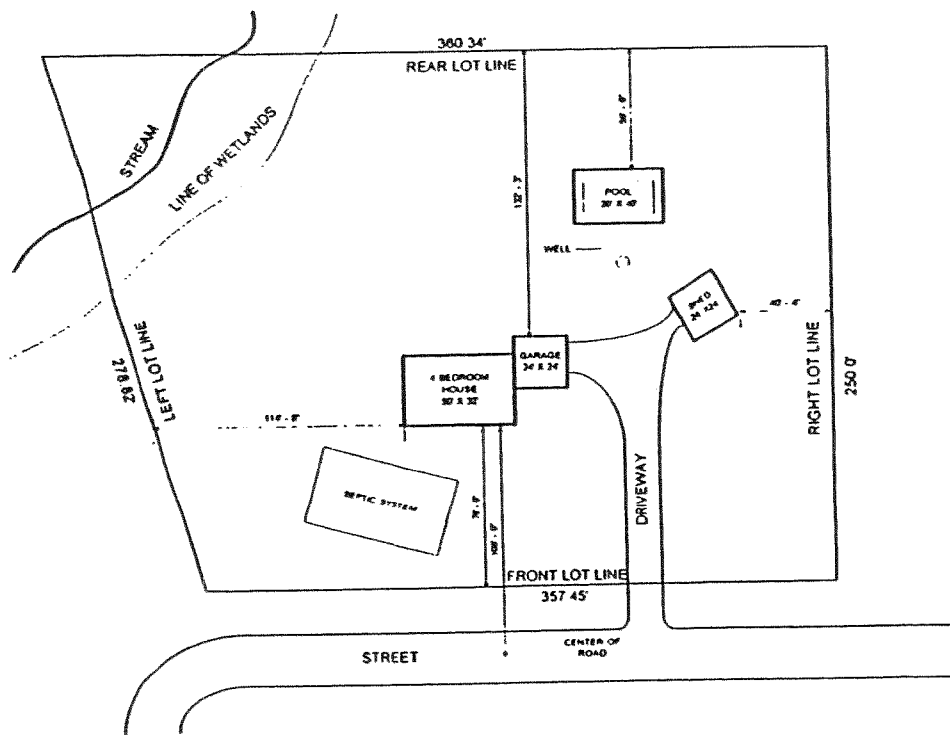 360 34'
REAR LOT LINE
STREAM
LINE OF WETLANDS
POOL
WELL
SHED
24' X 24'
LEFT LOT LINE
278 82'
GARAGE
24' X 24'
4 BEDROOM
HOUSE
RIGHT LOT LINE
250 0'
SEPTIC SYSTEM
DRIVEWAY
FRONT LOT LINE
357 45'
STREET
CENTER OF
ROAD